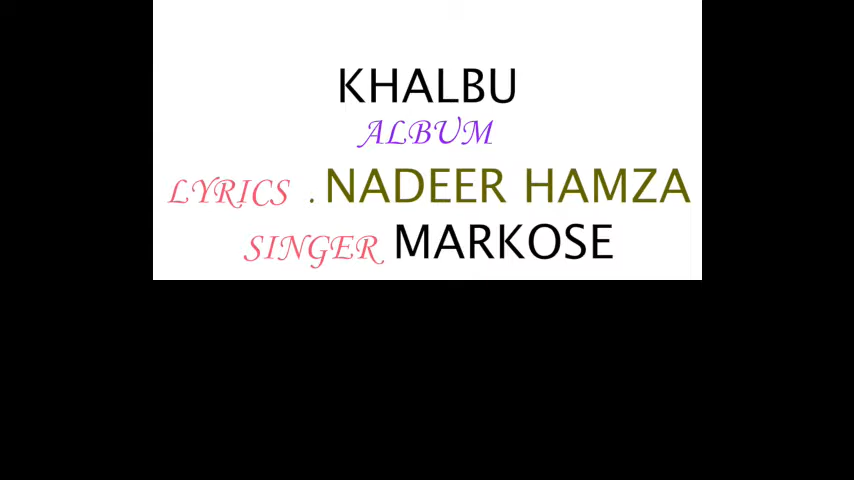 KHALBU
ALBUM
LYRICS . NADEER HAMZA
SINGER MARKOSE